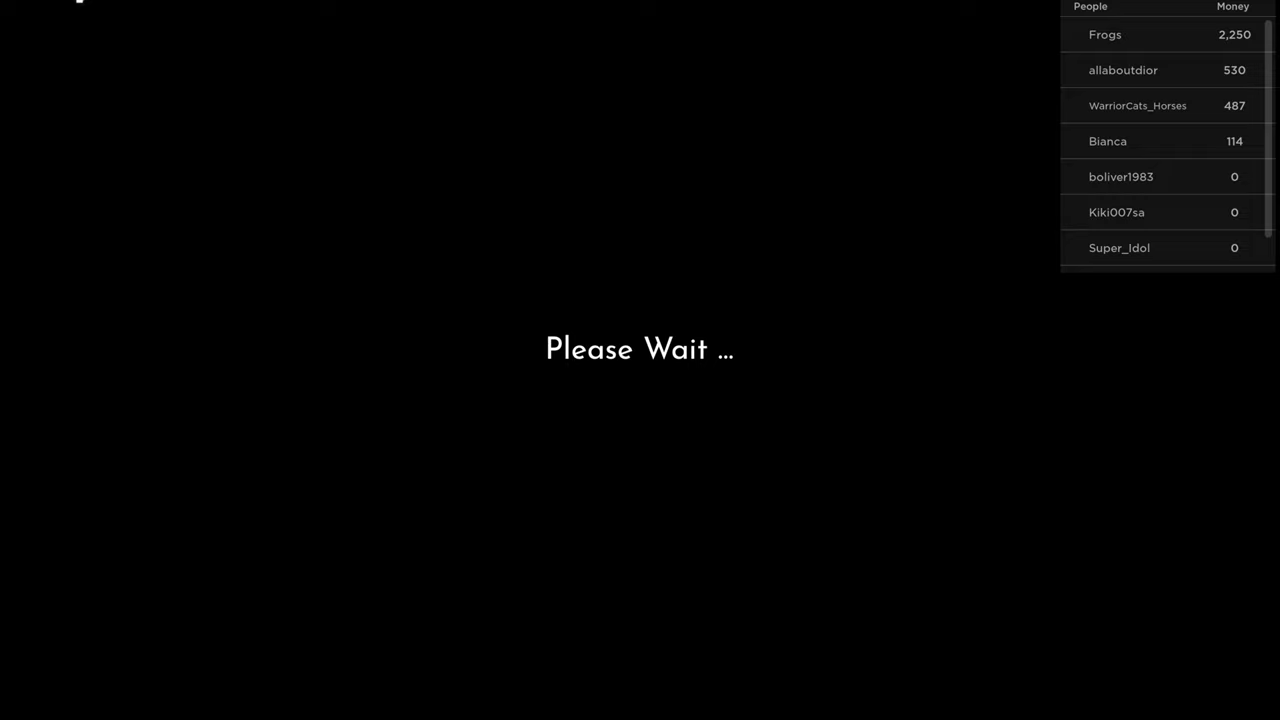 People Money
Frogs 2,250
allaboutdior 530
WarriorCats_Horses 487
Bianca 114
boliver1983 0
Kiki007sa 0
Super_Idol 0
Please Wait ...